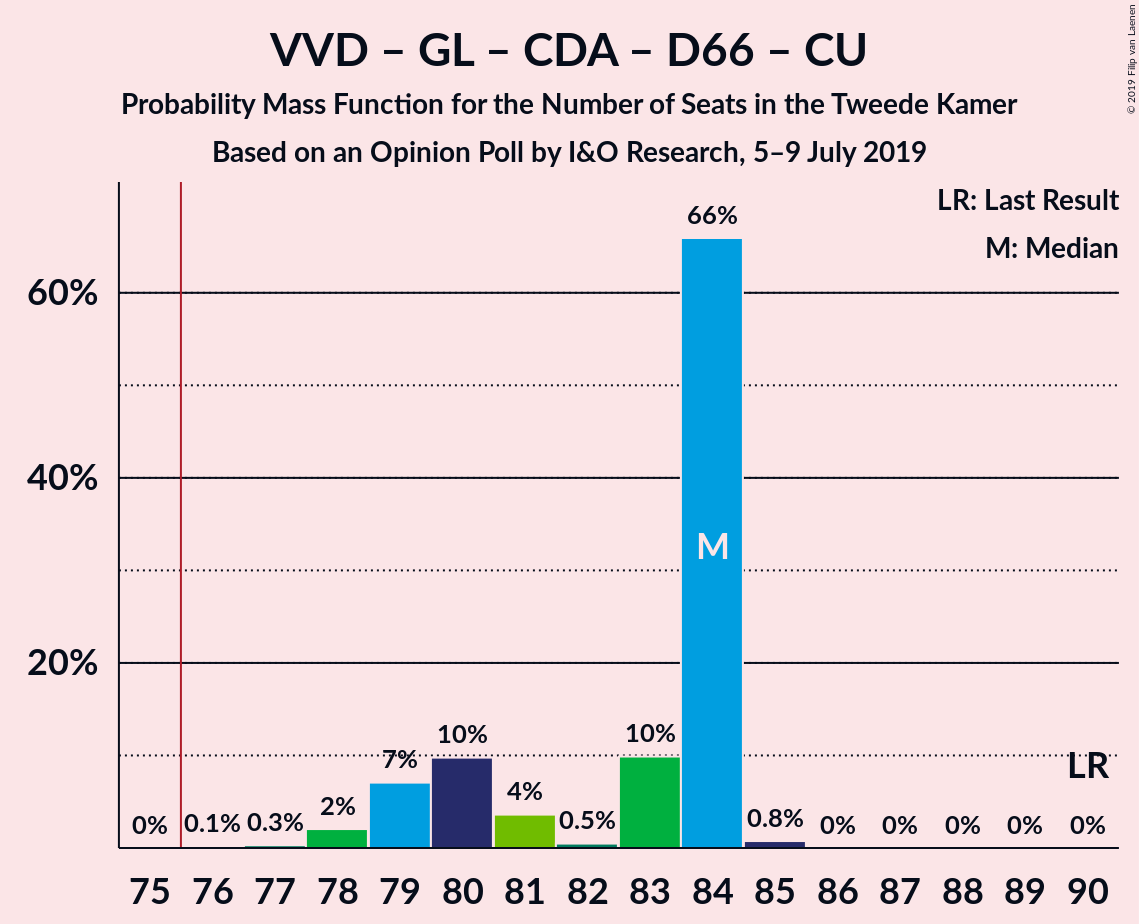 VVD – GL – CDA – D66 – CU
Probability Mass Function for the Number of Seats in the Tweede Kamer
Based on an Opinion Poll by I&O Research, 5–9 July 2019
© 2019 Filip van Laenen
LR: Last Result
M: Median
60%
40%
20%
0% 0.1% 0.3% 2% 7% 10% 4% 0.5% 10% 66% 0.8% 0% 0% 0% 0% 0%
M
LR
75 76 77 78 79 80 81 82 83 84 85 86 87 88 89 90